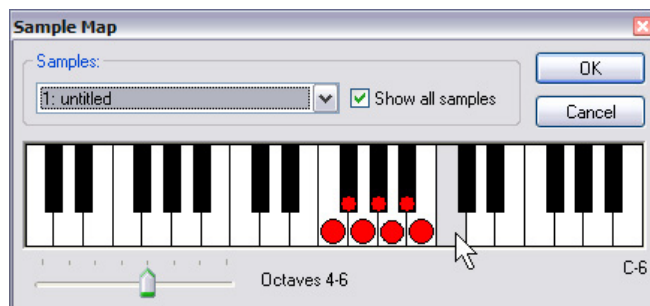 Sample Map
Samples:
OK
1: untitled
Show all samples
Cancel
Octaves 4-6
C-6